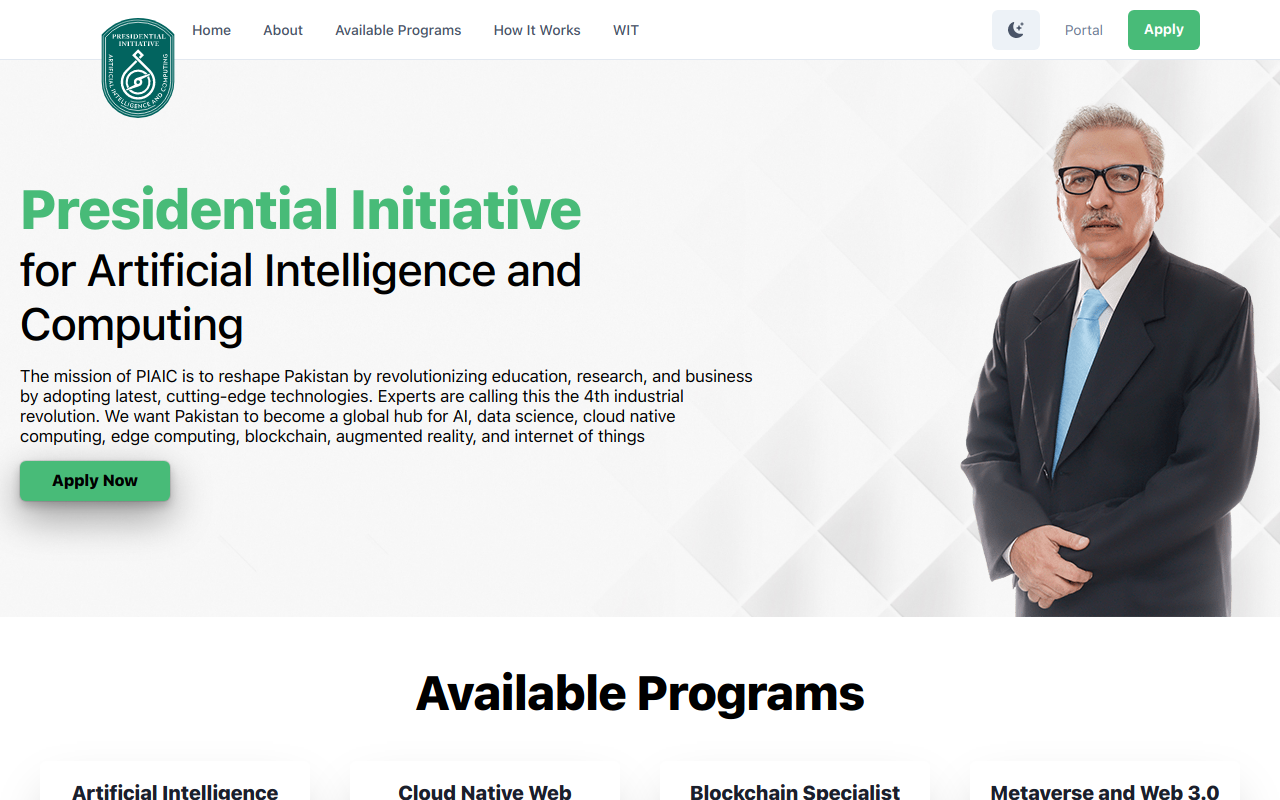 PRESIDENTIAL
INITIATIVE
ARTIFICIAL INTELLIGENCE AND COMPUTING
Home
About
Available Programs
How It Works
WIT
Portal
Apply
Presidential Initiative
for Artificial Intelligence and
Computing
The mission of PIAIC is to reshape Pakistan by revolutionizing education, research, and business
by adopting latest, cutting-edge technologies. Experts are calling this the 4th industrial
revolution. We want Pakistan to become a global hub for AI, data science, cloud native
computing, edge computing, blockchain, augmented reality, and internet of things
Apply Now
Available Programs
Artificial Intelligence
Cloud Native Web
Blockchain Specialist
Metaverse and Web 3.0